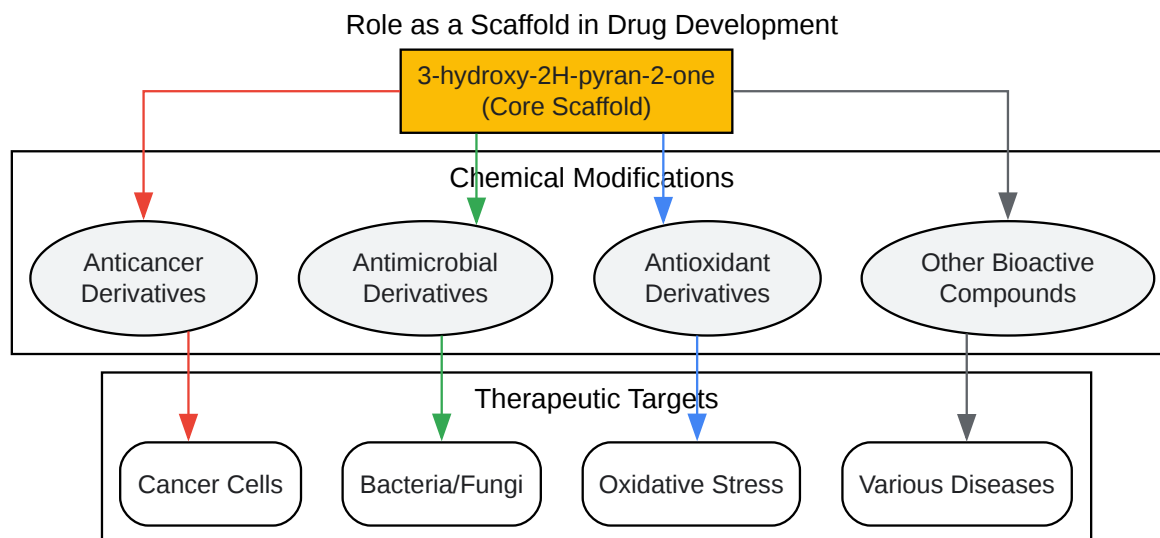 Role as a Scaffold in Drug Development
3-hydroxy-2H-pyran-2-one
(Core Scaffold)
Chemical Modifications
Anticancer
Derivatives
Antimicrobial
Derivatives
Antioxidant
Derivatives
Other Bioactive
Compounds
Therapeutic Targets
Cancer Cells
Bacteria/Fungi
Oxidative Stress
Various Diseases